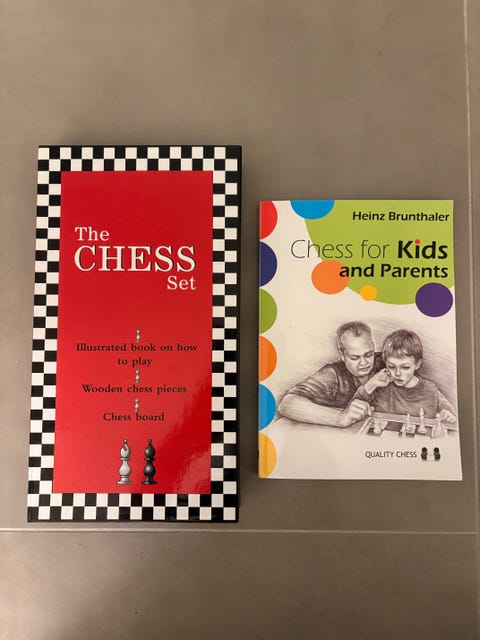 The
CHESS
Set
Illustrated book on how
to play
Wooden chess pieces
Chess board
Heinz Brunthaler
Chess for Kids
and Parents
QUALITY CHESS